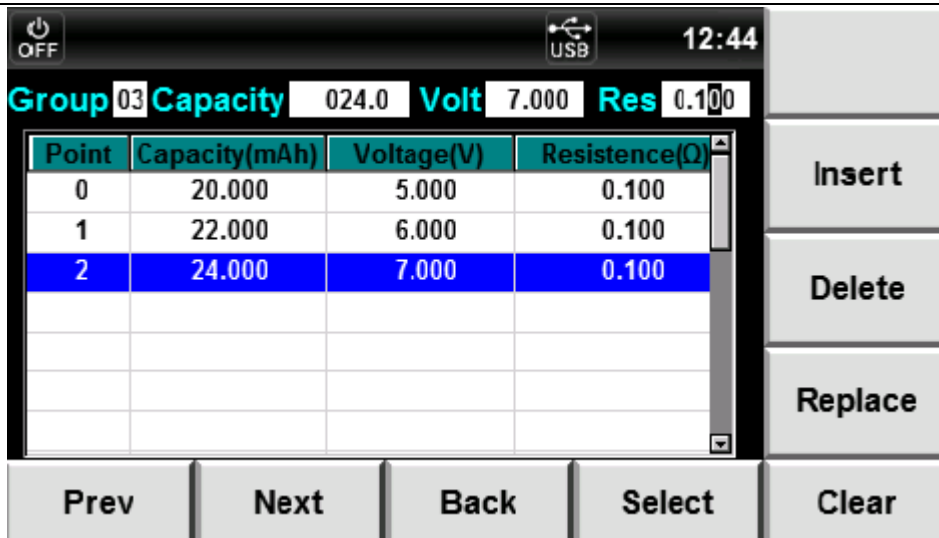 OFF USB 12:44
Group 03 Capacity 024.0 Volt 7.000 Res 0.100
Point Capacity(mAh) Voltage(V) Resistence(Ω)
0 20.000 5.000 0.100
1 22.000 6.000 0.100
2 24.000 7.000 0.100
Insert
Delete
Replace
Prev Next Back Select Clear